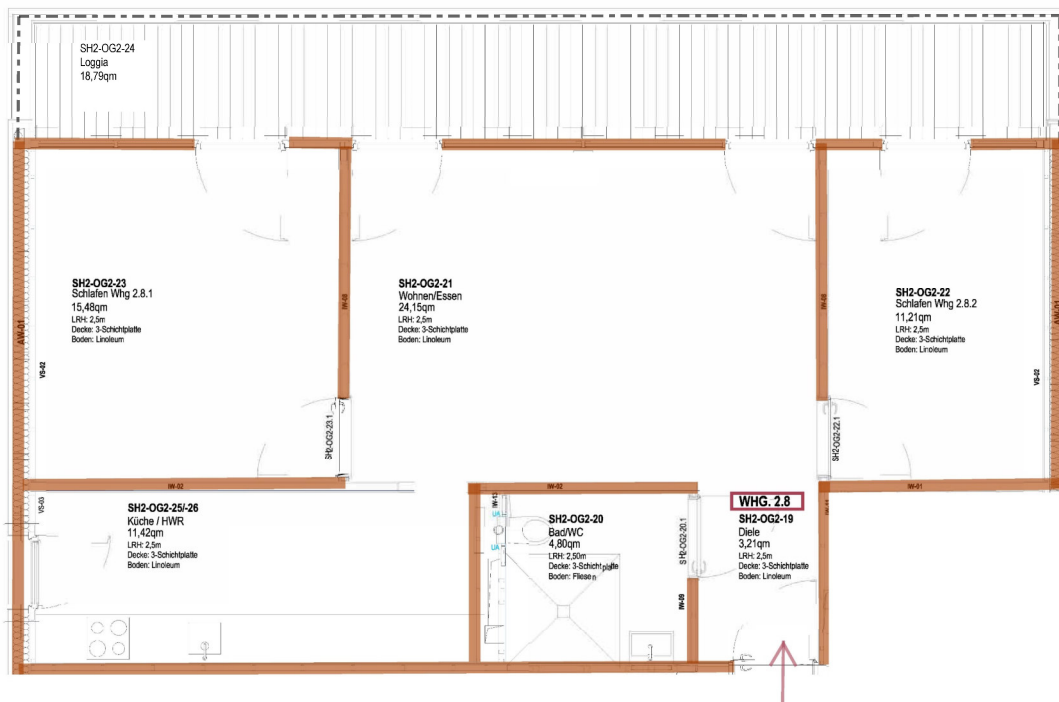 SH2-OG2-24
Loggia
18,79qm
SH2-OG2-23
Schlafen Whg 2.8.1
15,48qm
LRH: 2,5m
Decke: 3-Schichtplatte
Boden: Linoleum
SH2-OG2-21
Wohnen/Essen
24,15qm
LRH: 2,5m
Decke: 3-Schichtplatte
Boden: Linoleum
SH2-OG2-22
Schlafen Whg 2.8.2
11,21qm
LRH: 2,5m
Decke: 3-Schichtplatte
Boden: Linoleum
AW-01
VS-02
IW-08
IW-08
VS-02
AW-01
SH2-OG2-23.1
SH2-OG2-22.1
IW-02
IW-02
IW-01
VS-03
SH2-OG2-25/-26
Küche / HWR
11,42qm
LRH: 2,5m
Decke: 3-Schichtplatte
Boden: Linoleum
IW-13
UA
UA
SH2-OG2-20
Bad/WC
4,80qm
LRH: 2,50m
Decke: 3-Schichtplatte
Boden: Fliesen
SH2-OG2-20.1
IW-09
WHG. 2.8
SH2-OG2-19
Diele
3,21qm
LRH: 2,5m
Decke: 3-Schichtplatte
Boden: Linoleum